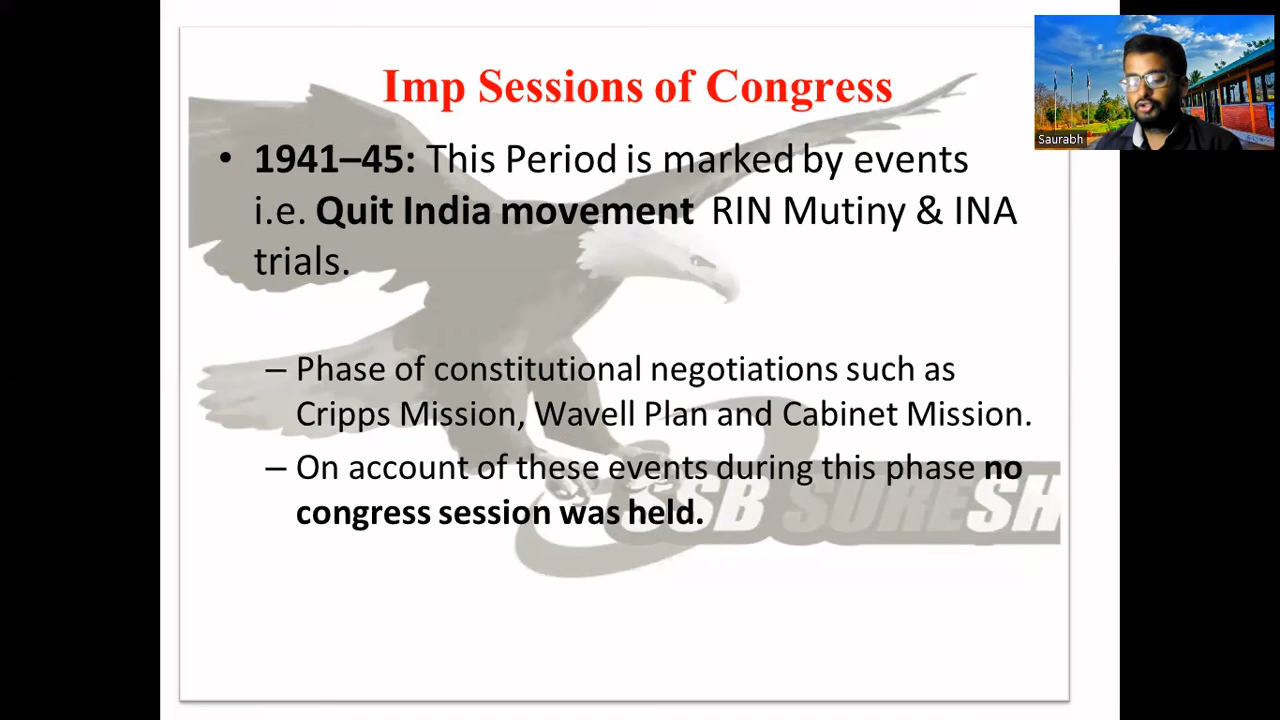 Imp Sessions of Congress
• 1941–45: This Period is marked by events
i.e. Quit India movement RIN Mutiny & INA
trials.
– Phase of constitutional negotiations such as
Cripps Mission, Wavell Plan and Cabinet Mission.
– On account of these events during this phase no
congress session was held.
SSB SURESH
Saurabh